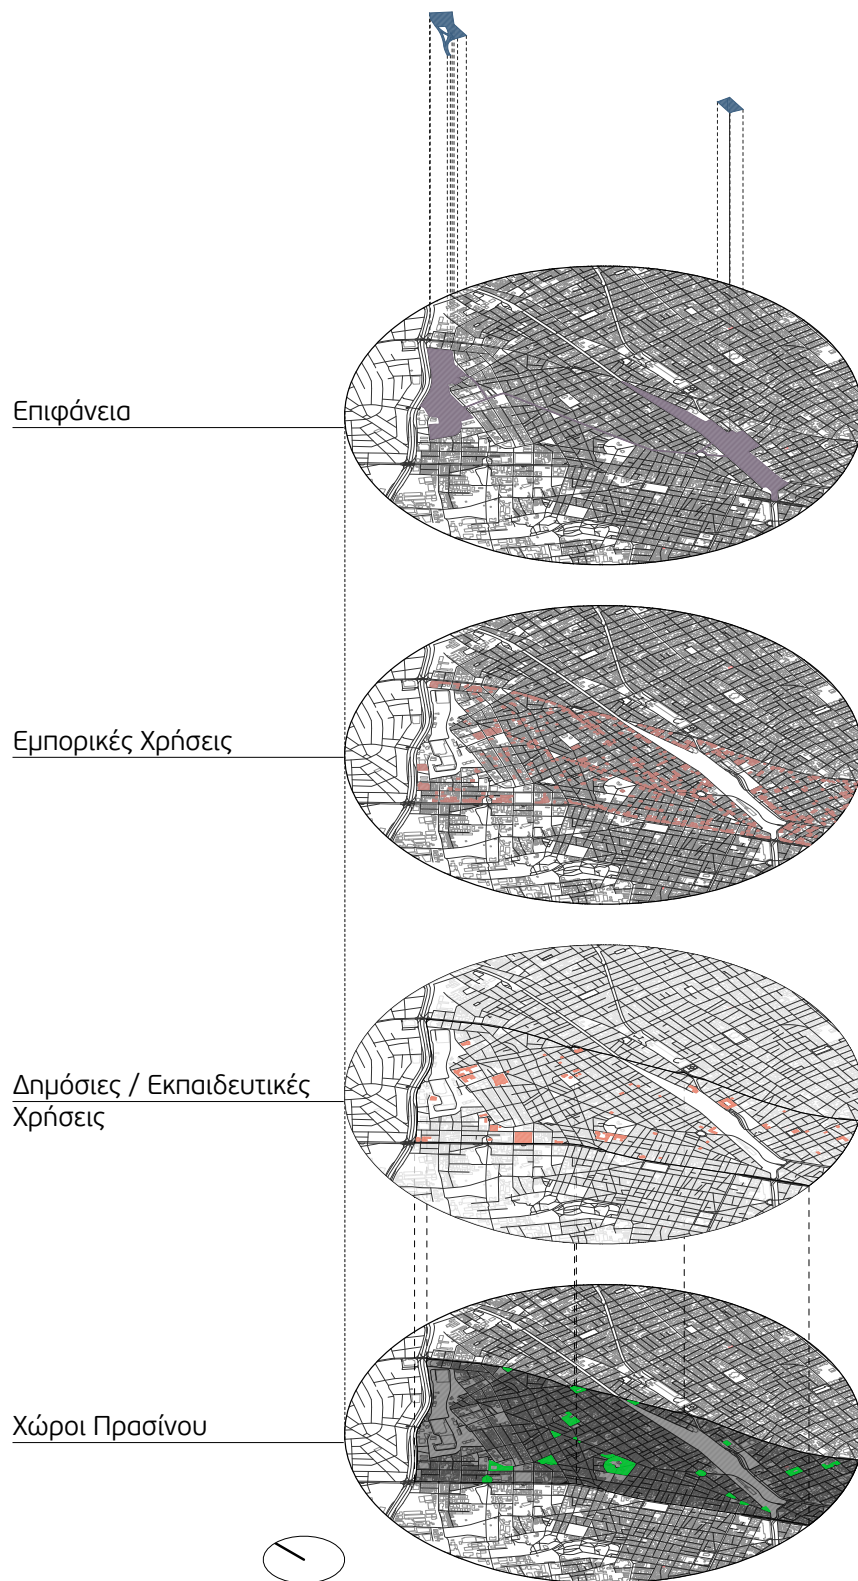 Επιφάνεια
Εμπορικές Χρήσεις
Δημόσιες / Εκπαιδευτικές
Χρήσεις
Χώροι Πρασίνου